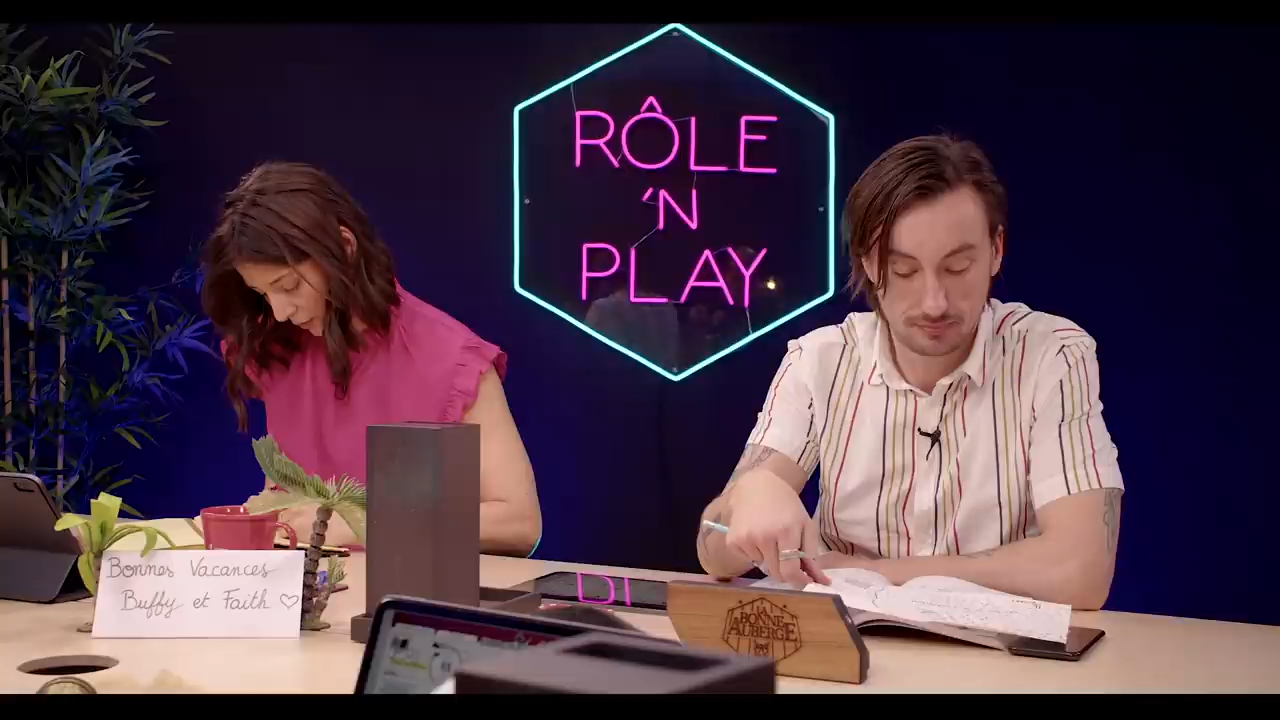 RÔLE
'N
PLAY
Bonnes Vacances
Buffy et Faith ♡
LA
BONNE
AUBERGE